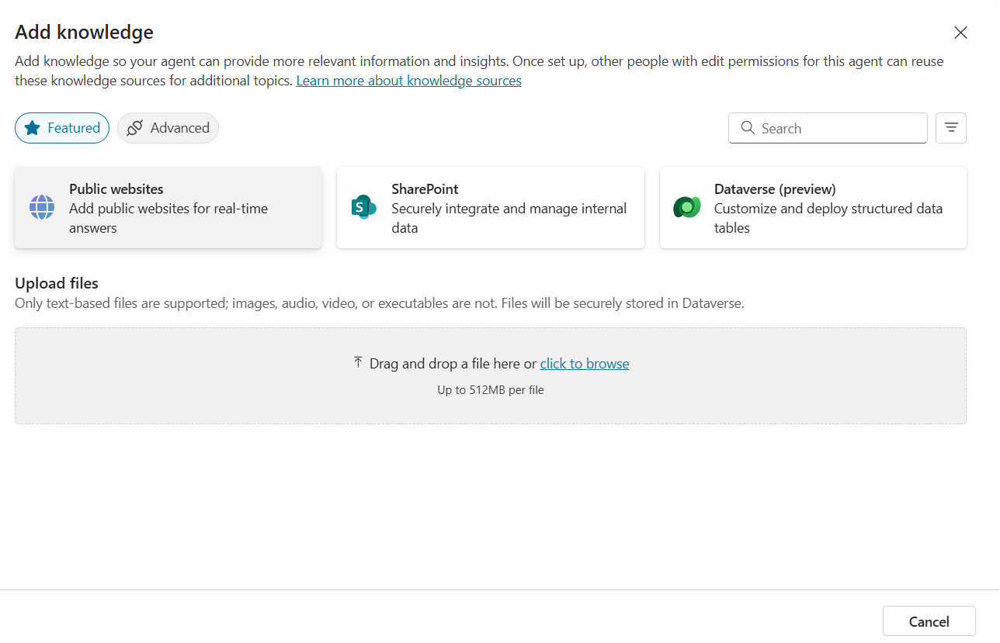 Add knowledge
Add knowledge so your agent can provide more relevant information and insights. Once set up, other people with edit permissions for this agent can reuse
these knowledge sources for additional topics. Learn more about knowledge sources
Featured
Advanced
Search
Public websites
Add public websites for real-time
answers
SharePoint
Securely integrate and manage internal
data
Dataverse (preview)
Customize and deploy structured data
tables
Upload files
Only text-based files are supported; images, audio, video, or executables are not. Files will be securely stored in Dataverse.
Drag and drop a file here or click to browse
Up to 512MB per file
Cancel